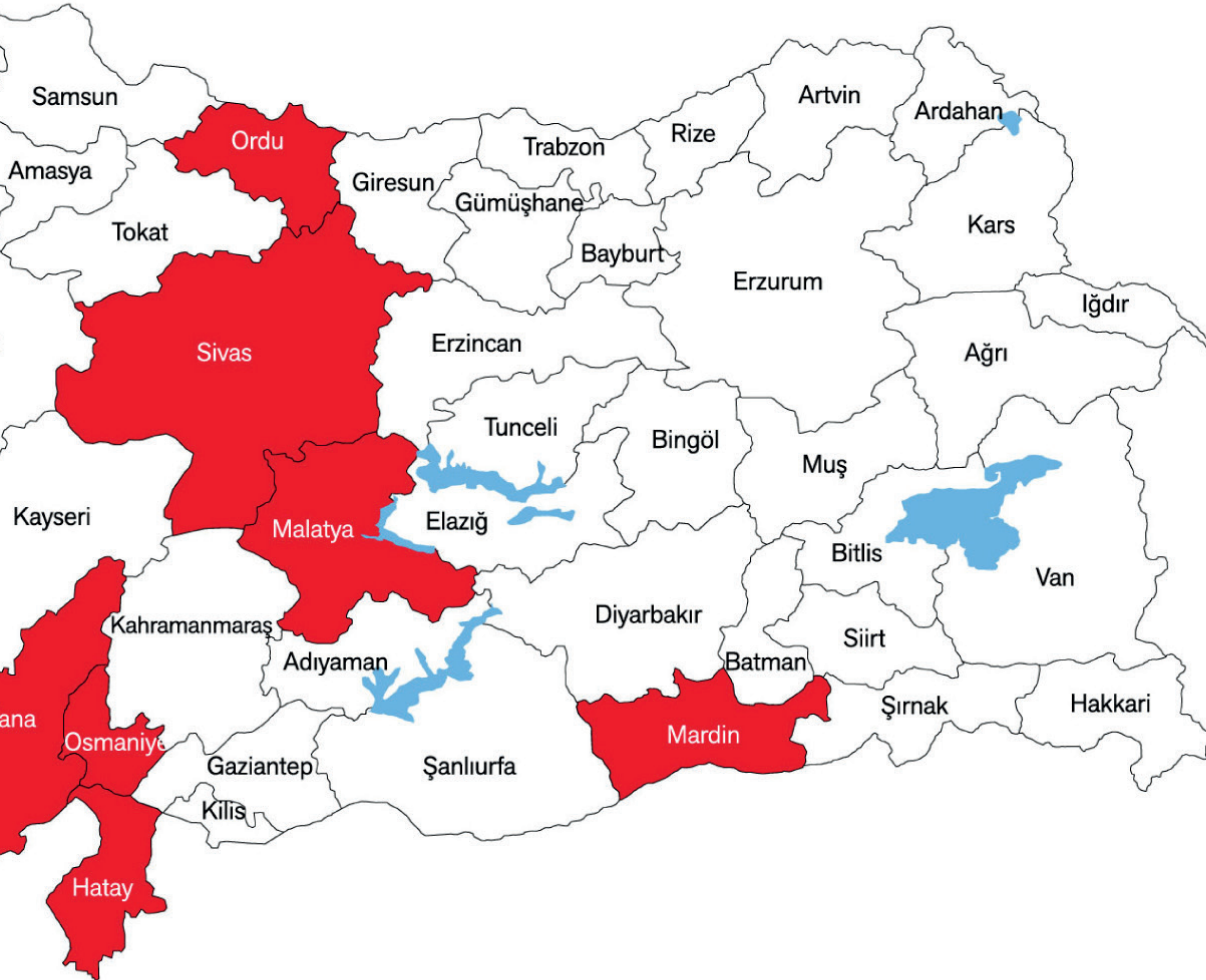 Samsun
Artvin
Ardahan
Ordu
Trabzon
Rize
Amasya
Giresun
Gümüşhane
Tokat
Bayburt
Kars
Erzurum
Iğdır
Sivas
Erzincan
Ağrı
Tunceli
Bingöl
Muş
Kayseri
Malatya
Elazığ
Bitlis
Van
Kahramanmaraş
Diyarbakır
Siirt
Adıyaman
Batman
ana
Osmaniye
Mardin
Şırnak
Hakkari
Gaziantep
Şanlıurfa
Kilis
Hatay